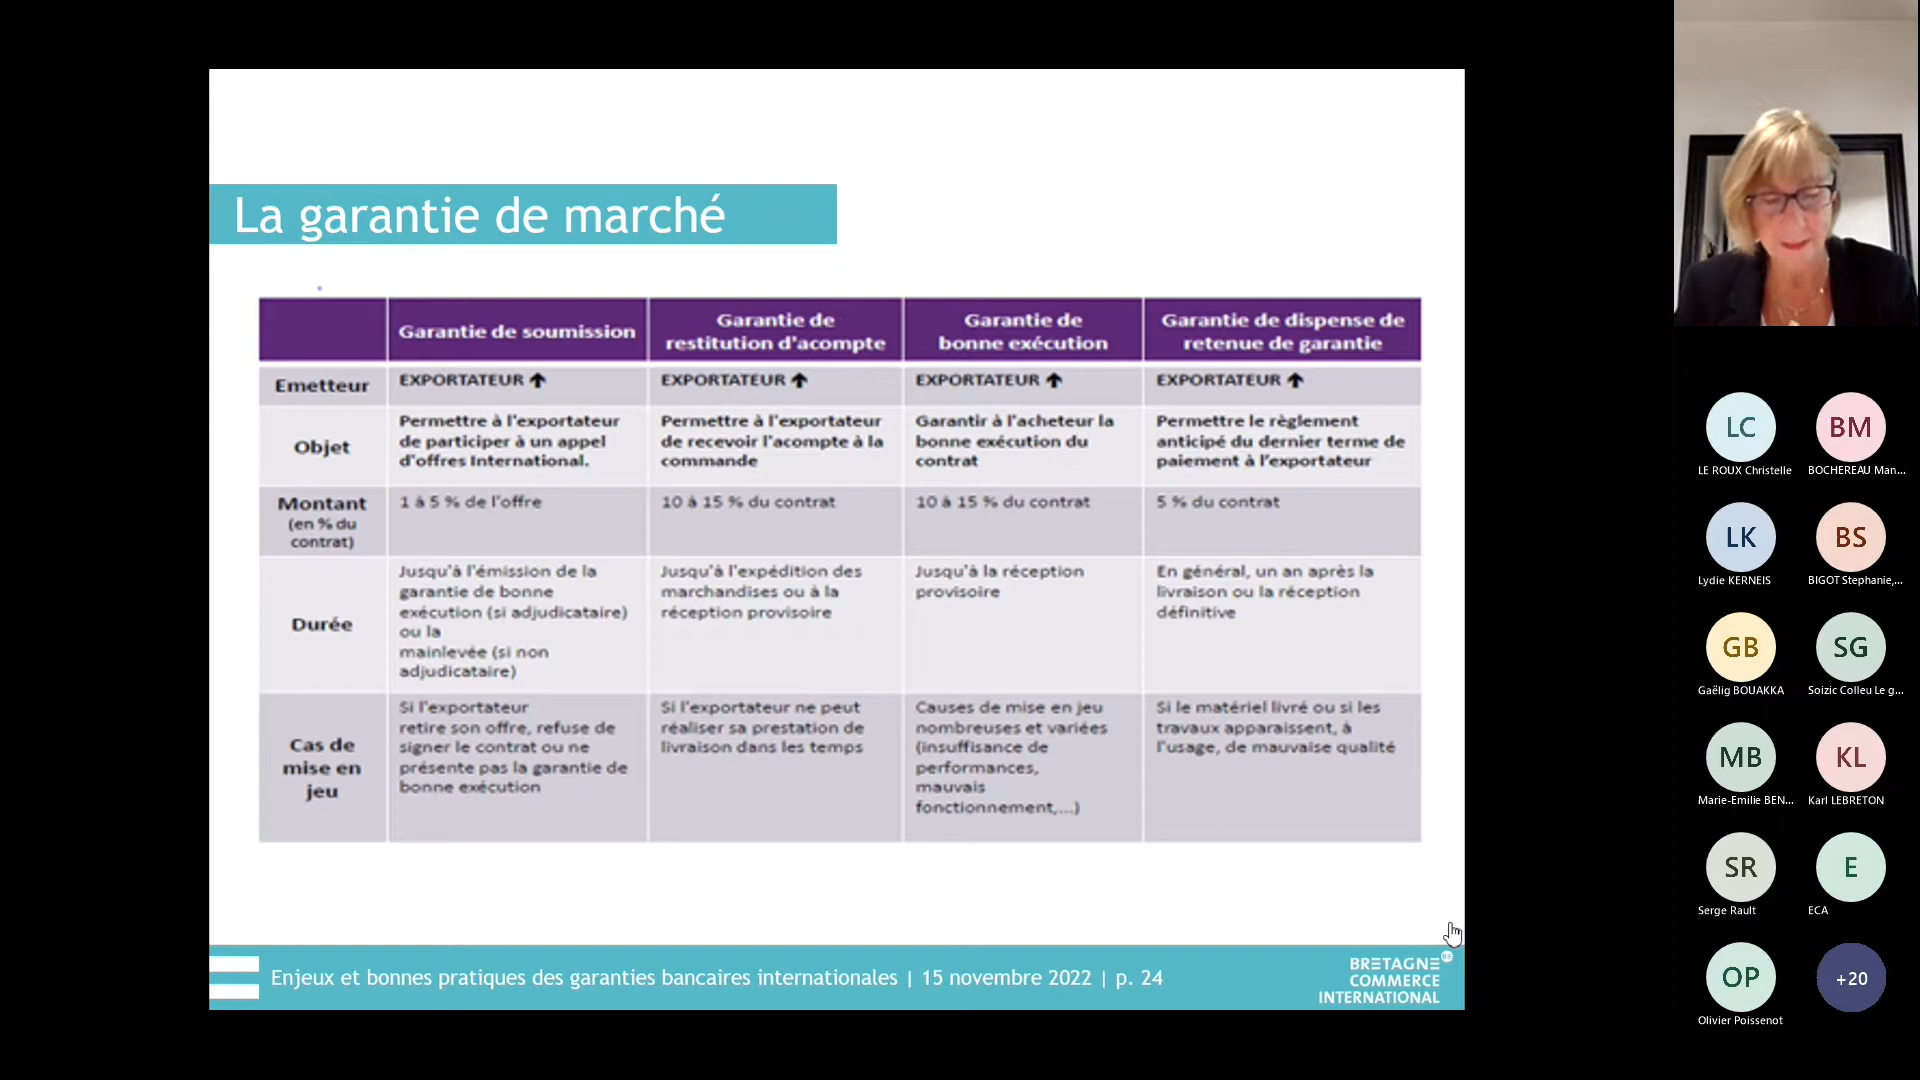 La garantie de marché
Garantie de soumission
Garantie de
restitution d'acompte
Garantie de
bonne exécution
Garantie de dispense de
retenue de garantie
Emetteur
EXPORTATEUR ↑
EXPORTATEUR ↑
EXPORTATEUR ↑
EXPORTATEUR ↑
Objet
Permettre à l'exportateur
de participer à un appel
d'offres International.
Permettre à l'exportateur
de recevoir l'acompte à la
commande
Garantir à l'acheteur la
bonne exécution du
contrat
Permettre le règlement
anticipé du dernier terme de
paiement à l'exportateur
Montant
(en % du
contrat)
1 à 5 % de l'offre
10 à 15 % du contrat
10 à 15 % du contrat
5 % du contrat
Durée
Jusqu'à l'émission de la
garantie de bonne
exécution (si adjudicataire)
ou la
mainlevée (si non
adjudicataire)
Jusqu'à l'expédition des
marchandises ou à la
réception provisoire
Jusqu'à la réception
provisoire
En général, un an après la
livraison ou la réception
définitive
Cas de
mise en
jeu
Si l'exportateur
retire son offre, refuse de
signer le contrat ou ne
présente pas la garantie de
bonne exécution
Si l'exportateur ne peut
réaliser sa prestation de
livraison dans les temps
Causes de mise en jeu
nombreuses et variées
(insuffisance de
performances,
mauvais
fonctionnement,...)
Si le matériel livré ou si les
travaux apparaissent, à
l'usage, de mauvaise qualité
Enjeux et bonnes pratiques des garanties bancaires internationales | 15 novembre 2022 | p. 24
BRETAGNE
COMMERCE
INTERNATIONAL
LC
LE ROUX Christelle
BM
BOCHEREAU Man...
LK
Lydie KERNEIS
BS
BIGOT Stephanie,...
GB
Gaëlig BOUAKKA
SG
Soizic Colleu Le g...
MB
Marie-Emilie BEN...
KL
Karl LEBRETON
SR
Serge Rault
E
ECA
OP
Olivier Poissenot
+20